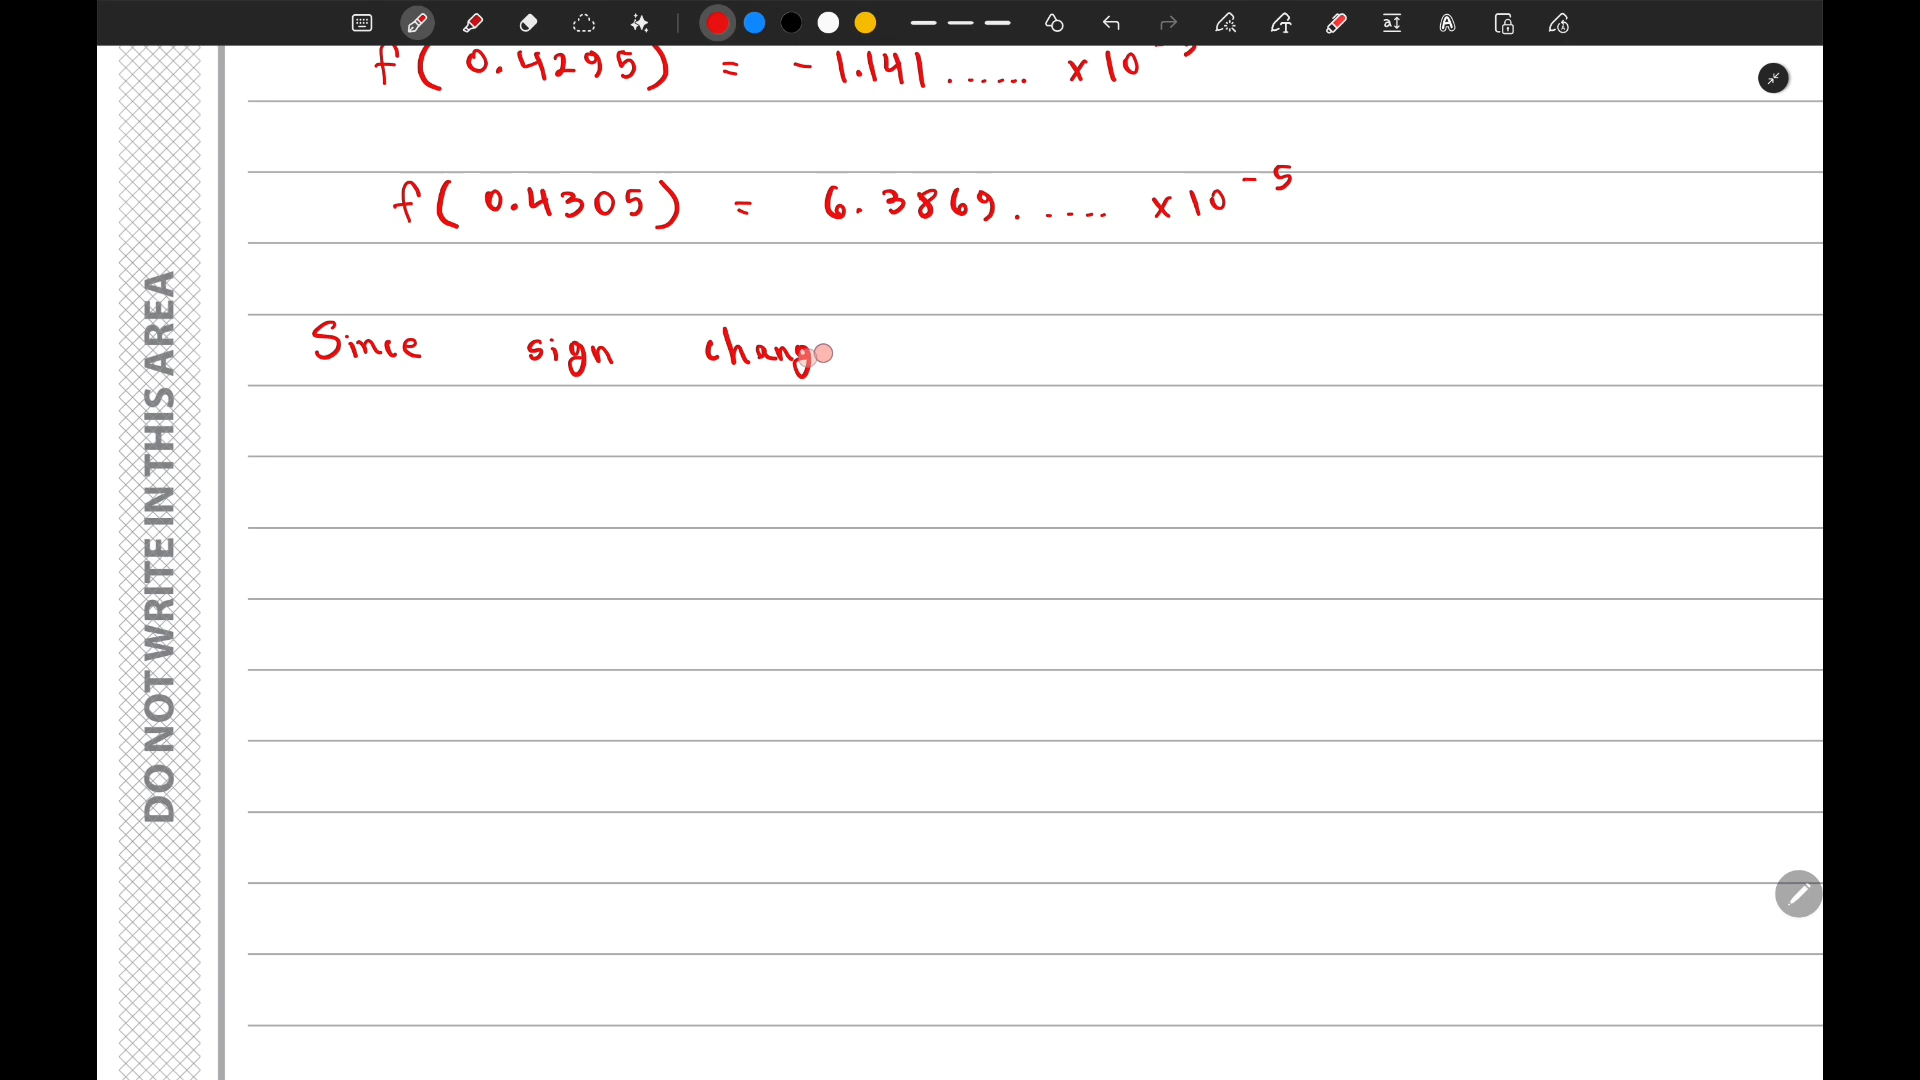 f( 0.4295) = - 1.141 ...... x 10
f( 0.4305) = 6.3869...... x 10⁻⁵
Since sign chang
DO NOT WRITE IN THIS AREA